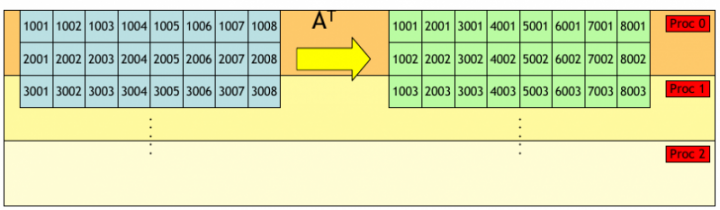 Aᵀ
1001 1002 1003 1004 1005 1006 1007 1008 1001 2001 3001 4001 5001 6001 7001 8001 Proc 0
2001 2002 2003 2004 2005 2006 2007 2008 1002 2002 3002 4002 5002 6002 7002 8002
3001 3002 3003 3004 3005 3006 3007 3008 1003 2003 3003 4003 5003 6003 7003 8003 Proc 1
Proc 2